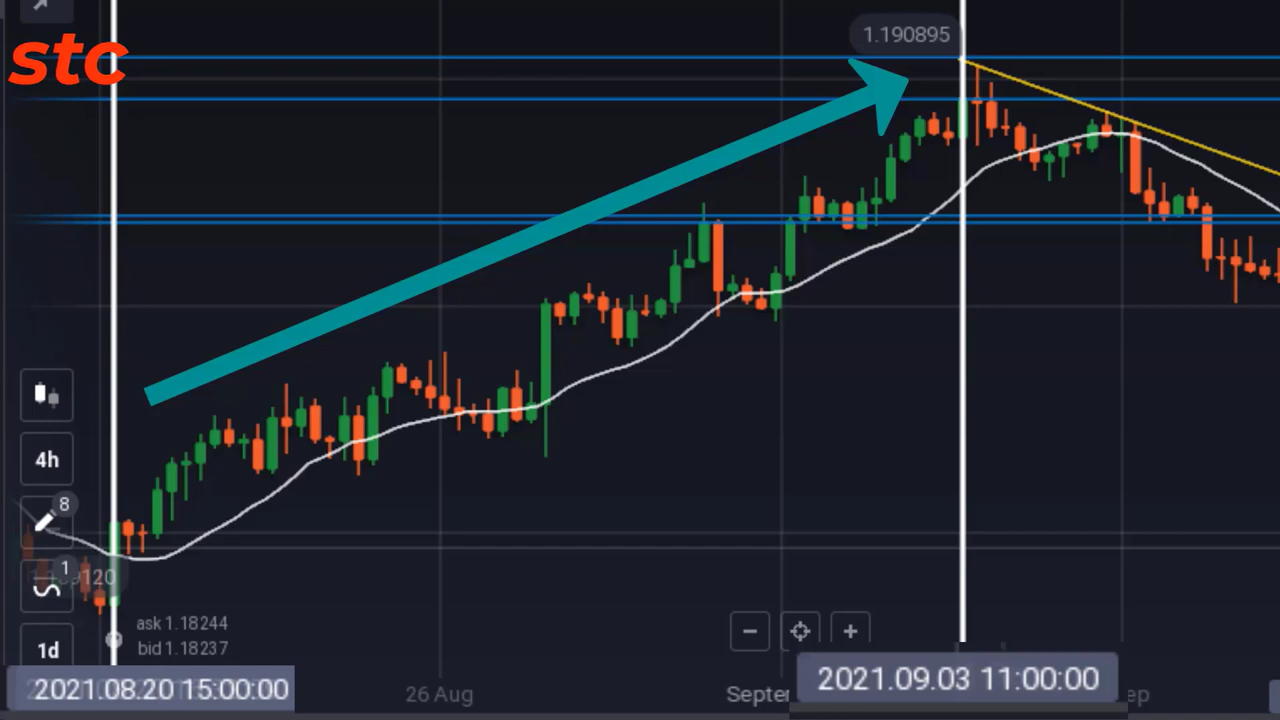 stc
1.190895
4h
8
1
120
1d
ask 1.18244
bid 1.18237
2021.08.20 15:00:00
26 Aug
Septer
2021.09.03 11:00:00
ep